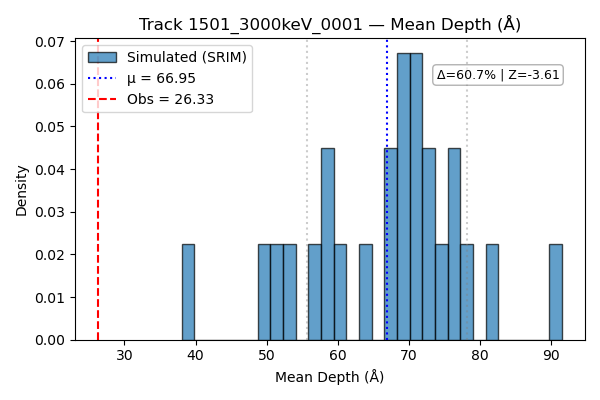 Track 1501_3000keV_0001 — Mean Depth (Å)
Simulated (SRIM)
μ = 66.95
Obs = 26.33
Δ=60.7% | Z=-3.61
Density
0.07
0.06
0.05
0.04
0.03
0.02
0.01
0.00
30 40 50 60 70 80 90
Mean Depth (Å)